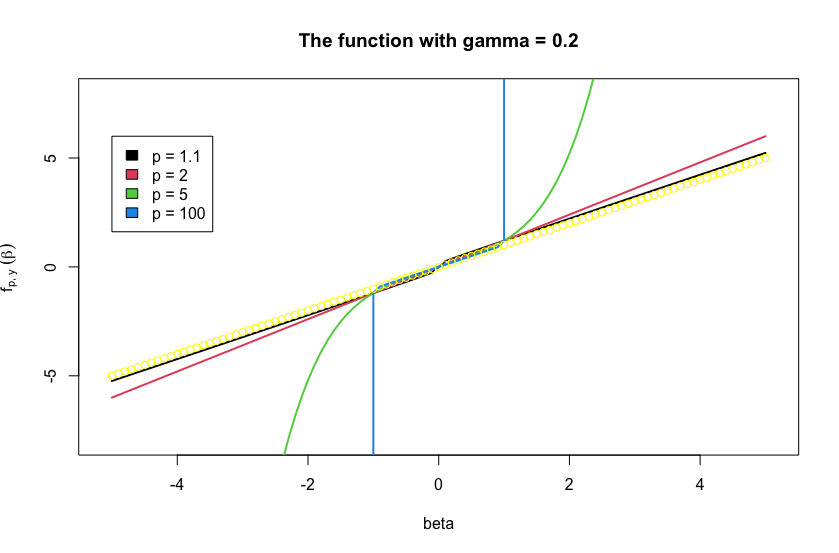 The function with gamma = 0.2
p = 1.1
p = 2
p = 5
p = 100
f p, y (β)
5
0
-5
-4
-2
0
2
4
beta